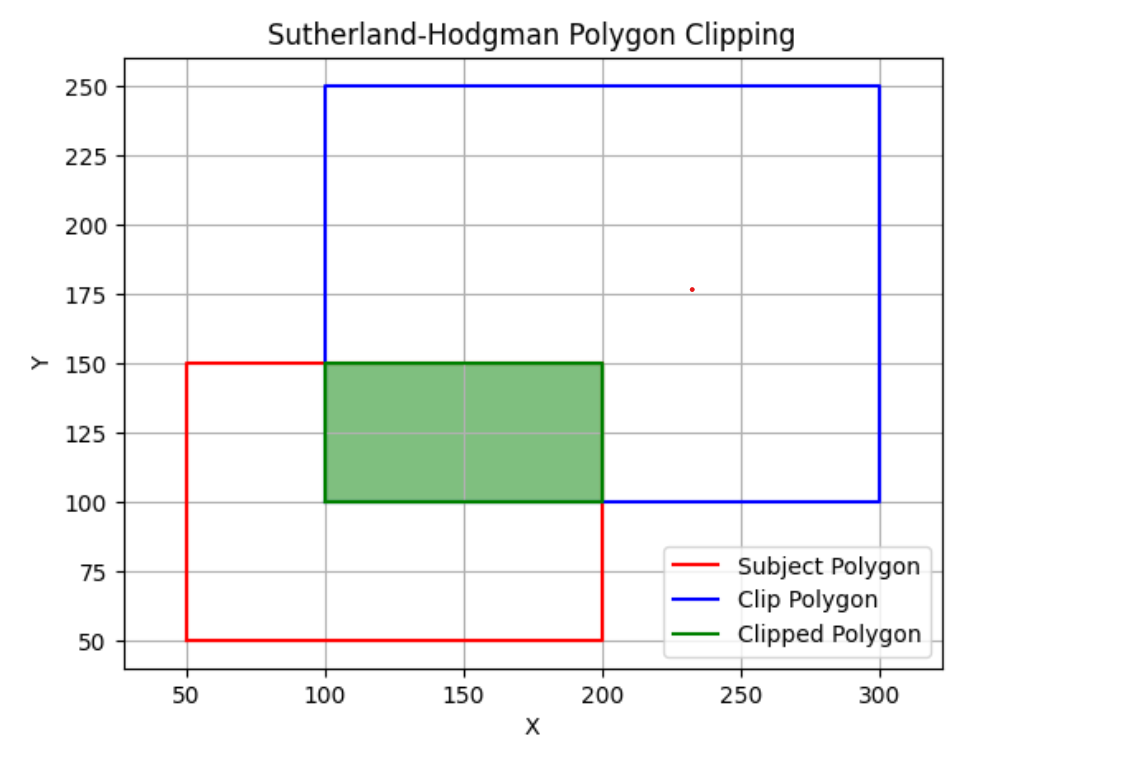 Sutherland-Hodgman Polygon Clipping
250
225
200
175
150
125
100
75
50
Y
Subject Polygon
Clip Polygon
Clipped Polygon
50 100 150 200 250 300
X